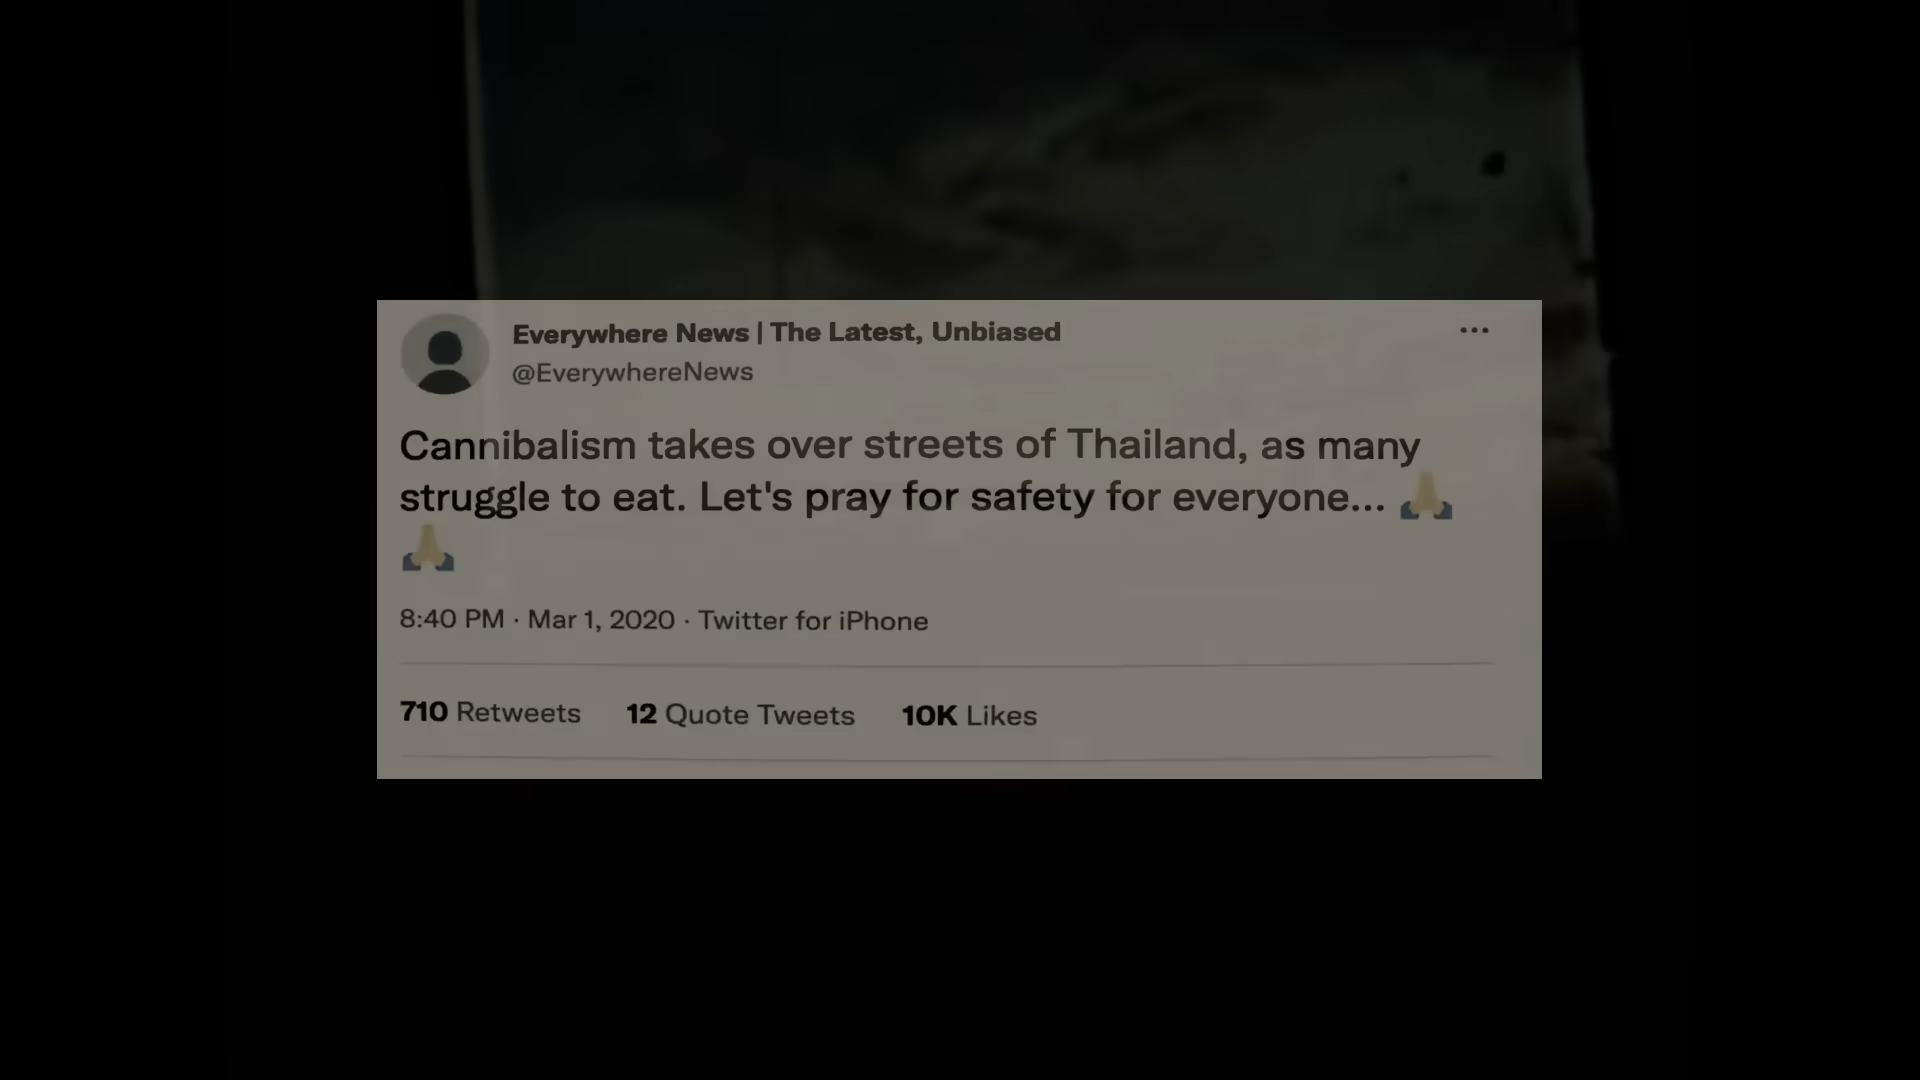 Everywhere News | The Latest, Unbiased
@EverywhereNews
Cannibalism takes over streets of Thailand, as many
struggle to eat. Let's pray for safety for everyone... 🙏
🙏
8:40 PM · Mar 1, 2020 · Twitter for iPhone
710 Retweets 12 Quote Tweets 10K Likes